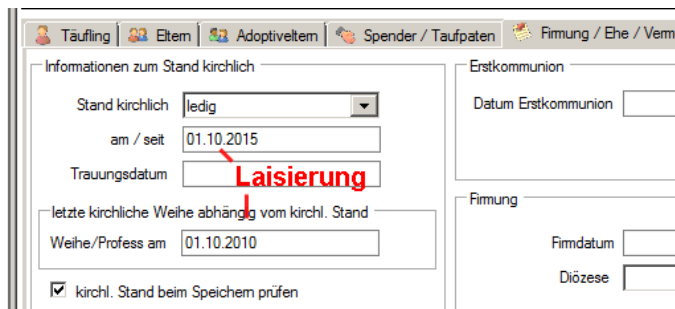 Täufling Eltern Adoptiveltern Spender / Taufpaten Firmung / Ehe / Verm
Informationen zum Stand kirchlich
Stand kirchlich ledig
am / seit 01.10.2015
Trauungsdatum
Laisierung
letzte kirchliche Weihe abhängig vom kirchl. Stand
Weihe/Profess am 01.10.2010
kirchl. Stand beim Speichern prüfen
Erstkommunion
Datum Erstkommunion
Firmung
Firmdatum
Diözese